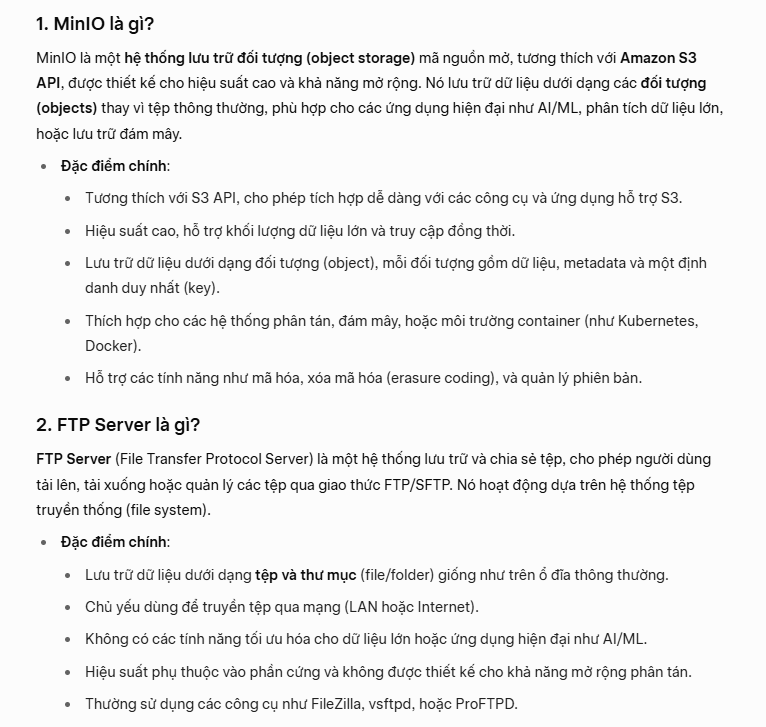 1. MinIO là gì?
MinIO là một hệ thống lưu trữ đối tượng (object storage) mã nguồn mở, tương thích với Amazon S3
API, được thiết kế cho hiệu suất cao và khả năng mở rộng. Nó lưu trữ dữ liệu dưới dạng các đối tượng
(objects) thay vì tệp thông thường, phù hợp cho các ứng dụng hiện đại như AI/ML, phân tích dữ liệu lớn,
hoặc lưu trữ đám mây.
• Đặc điểm chính:
• Tương thích với S3 API, cho phép tích hợp dễ dàng với các công cụ và ứng dụng hỗ trợ S3.
• Hiệu suất cao, hỗ trợ khối lượng dữ liệu lớn và truy cập đồng thời.
• Lưu trữ dữ liệu dưới dạng đối tượng (object), mỗi đối tượng gồm dữ liệu, metadata và một định
danh duy nhất (key).
• Thích hợp cho các hệ thống phân tán, đám mây, hoặc môi trường container (như Kubernetes,
Docker).
• Hỗ trợ các tính năng như mã hóa, xóa mã hóa (erasure coding), và quản lý phiên bản.
2. FTP Server là gì?
FTP Server (File Transfer Protocol Server) là một hệ thống lưu trữ và chia sẻ tệp, cho phép người dùng
tải lên, tải xuống hoặc quản lý các tệp qua giao thức FTP/SFTP. Nó hoạt động dựa trên hệ thống tệp
truyền thống (file system).
• Đặc điểm chính:
• Lưu trữ dữ liệu dưới dạng tệp và thư mục (file/folder) giống như trên ổ đĩa thông thường.
• Chủ yếu dùng để truyền tệp qua mạng (LAN hoặc Internet).
• Không có các tính năng tối ưu hóa cho dữ liệu lớn hoặc ứng dụng hiện đại như AI/ML.
• Hiệu suất phụ thuộc vào phần cứng và không được thiết kế cho khả năng mở rộng phân tán.
• Thường sử dụng các công cụ như FileZilla, vsftpd, hoặc ProFTPD.